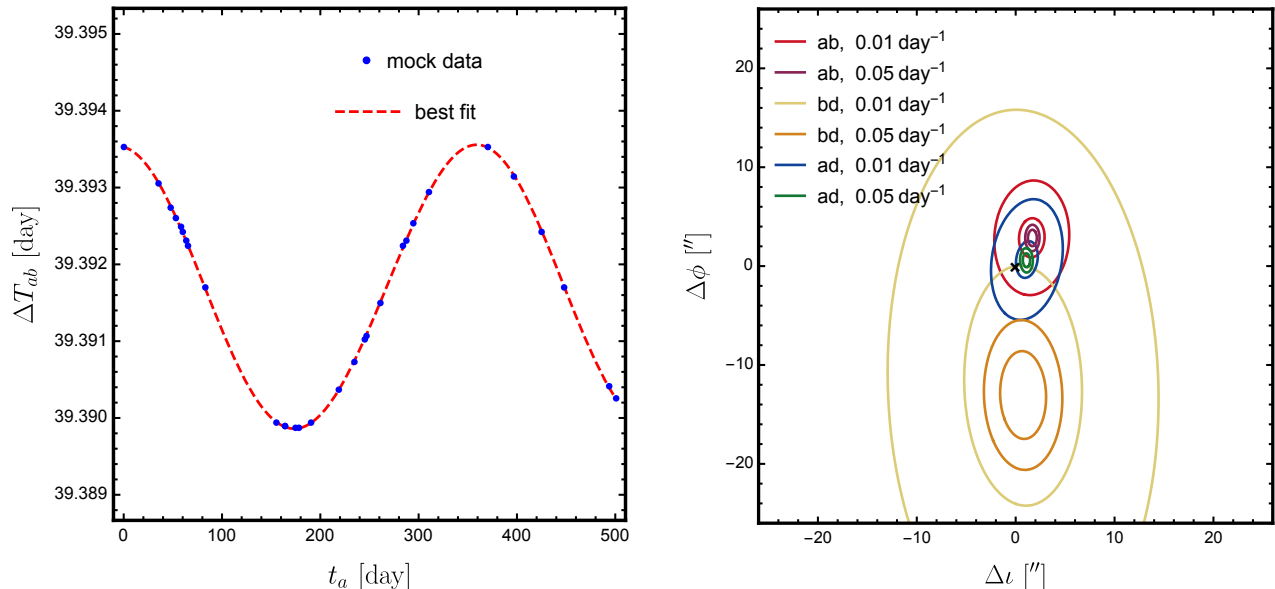 39.395
39.394
39.393
39.392
39.391
39.390
39.389
ΔT_ab [day]
mock data
best fit
0 100 200 300 400 500
t_a [day]
ab, 0.01 day⁻¹
ab, 0.05 day⁻¹
bd, 0.01 day⁻¹
bd, 0.05 day⁻¹
ad, 0.01 day⁻¹
ad, 0.05 day⁻¹
20
10
0
−10
−20
Δϕ [″]
−20 −10 0 10 20
Δι [″]